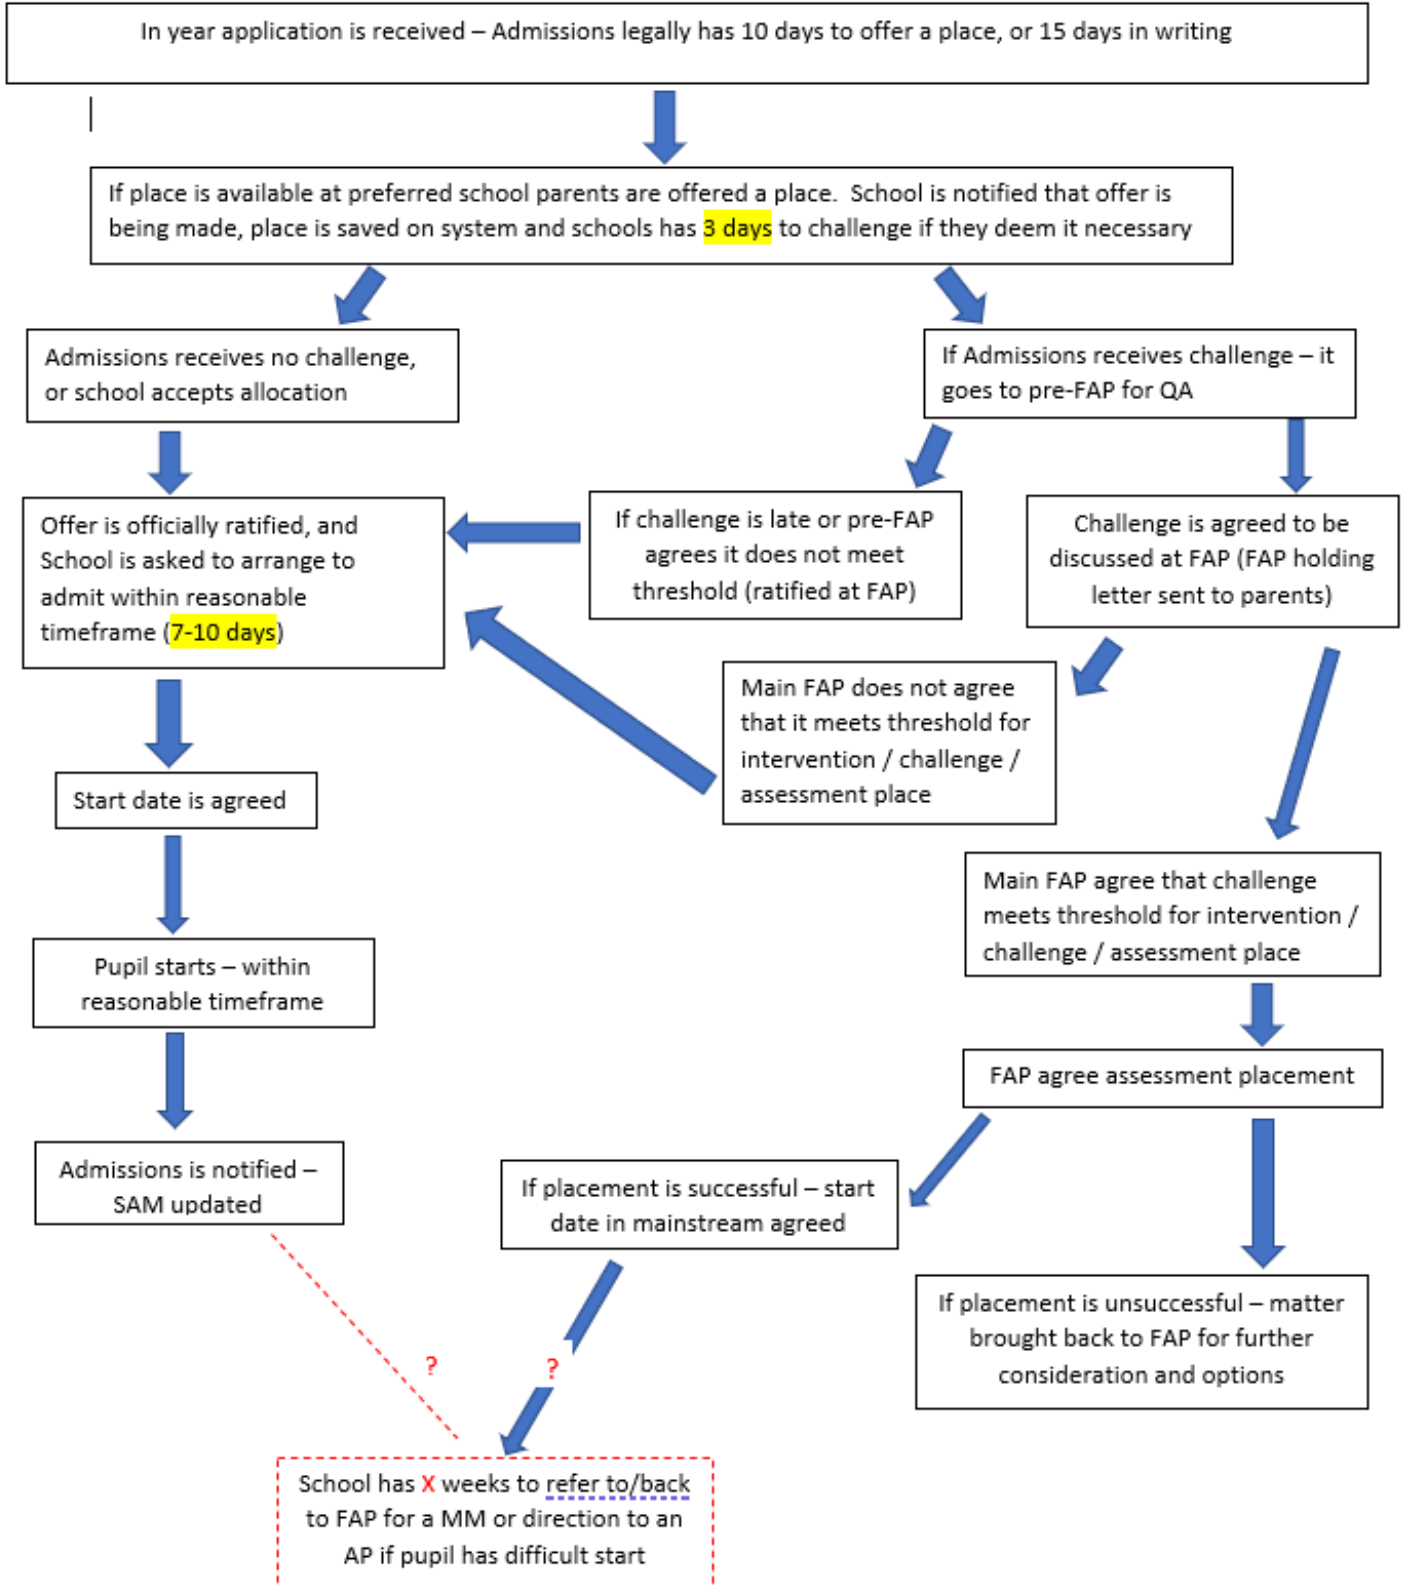 In year application is received – Admissions legally has 10 days to offer a place, or 15 days in writing
If place is available at preferred school parents are offered a place.  School is notified that offer is
being made, place is saved on system and schools has 3 days to challenge if they deem it necessary
Admissions receives no challenge,
or school accepts allocation
If Admissions receives challenge – it
goes to pre-FAP for QA
Offer is officially ratified, and
School is asked to arrange to
admit within reasonable
timeframe (7-10 days)
If challenge is late or pre-FAP
agrees it does not meet
threshold (ratified at FAP)
Challenge is agreed to be
discussed at FAP (FAP holding
letter sent to parents)
Main FAP does not agree
that it meets threshold for
intervention / challenge /
assessment place
Start date is agreed
Main FAP agree that challenge
meets threshold for intervention /
challenge / assessment place
Pupil starts – within
reasonable timeframe
FAP agree assessment placement
Admissions is notified –
SAM updated
If placement is successful – start
date in mainstream agreed
If placement is unsuccessful – matter
brought back to FAP for further
consideration and options
?
?
School has X weeks to refer to/back
to FAP for a MM or direction to an
AP if pupil has difficult start